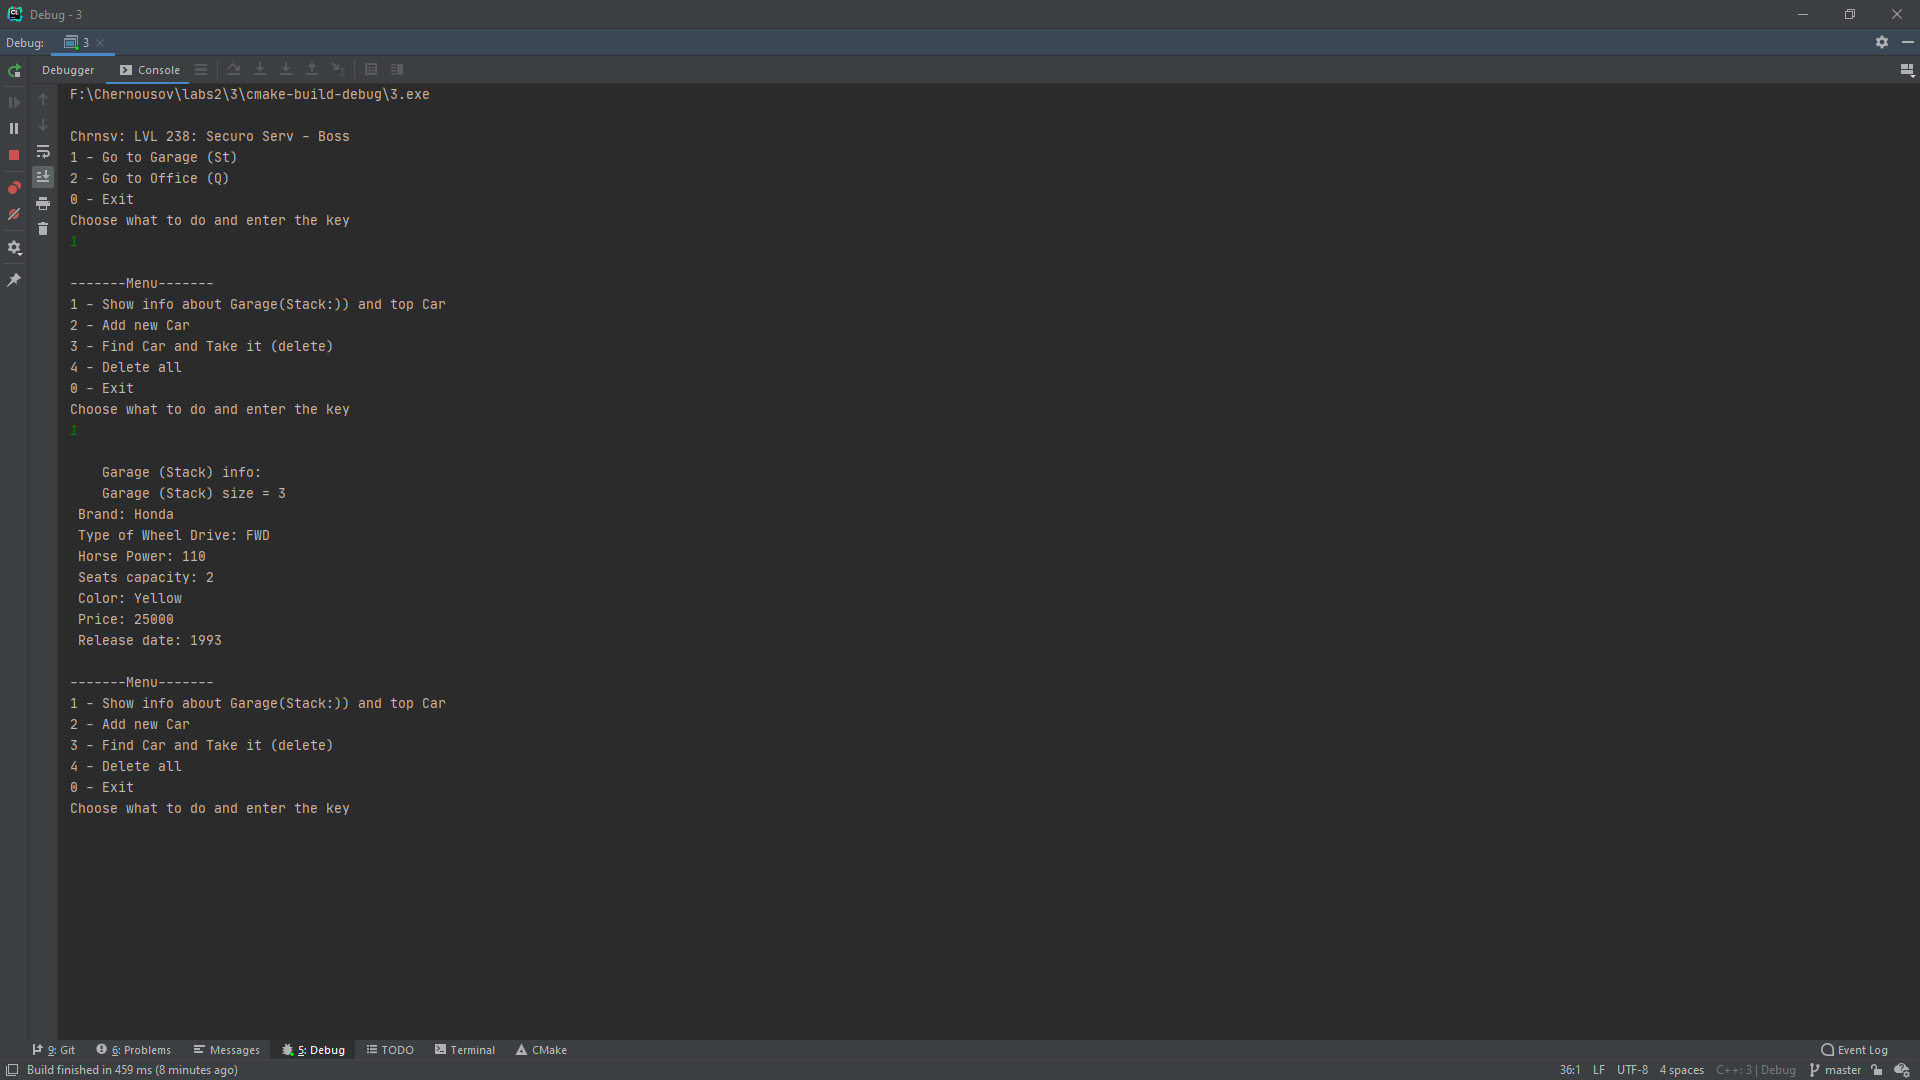 Debug - 3
Debug: 3
Debugger Console
F:\Chernousov\labs2\3\cmake-build-debug\3.exe
Chrnsv: LVL 238: Securo Serv - Boss
1 - Go to Garage (St)
2 - Go to Office (Q)
0 - Exit
Choose what to do and enter the key
1
-------Menu-------
1 - Show info about Garage(Stack:)) and top Car
2 - Add new Car
3 - Find Car and Take it (delete)
4 - Delete all
0 - Exit
Choose what to do and enter the key
1
Garage (Stack) info:
Garage (Stack) size = 3
Brand: Honda
Type of Wheel Drive: FWD
Horse Power: 110
Seats capacity: 2
Color: Yellow
Price: 25000
Release date: 1993
-------Menu-------
1 - Show info about Garage(Stack:)) and top Car
2 - Add new Car
3 - Find Car and Take it (delete)
4 - Delete all
0 - Exit
Choose what to do and enter the key
9: Git 6: Problems Messages 5: Debug TODO Terminal CMake Event Log
Build finished in 459 ms (8 minutes ago) 36:1 LF UTF-8 4 spaces C++: 3 | Debug master